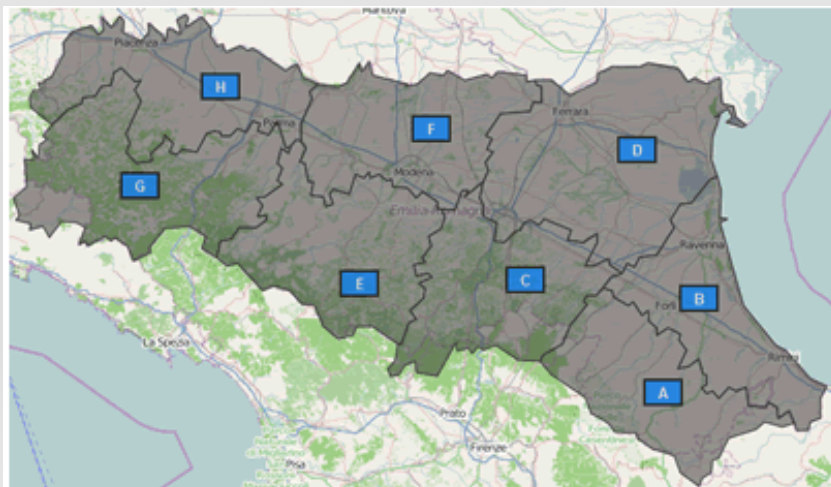 Mantova
Piacenza
H
Parma
Ferrara
F
D
Modena
G
Emilia-Romagna
Ravenna
E
C
B
Forlì
La Spezia
Rimini
A
Prato
Firenze
Pisa